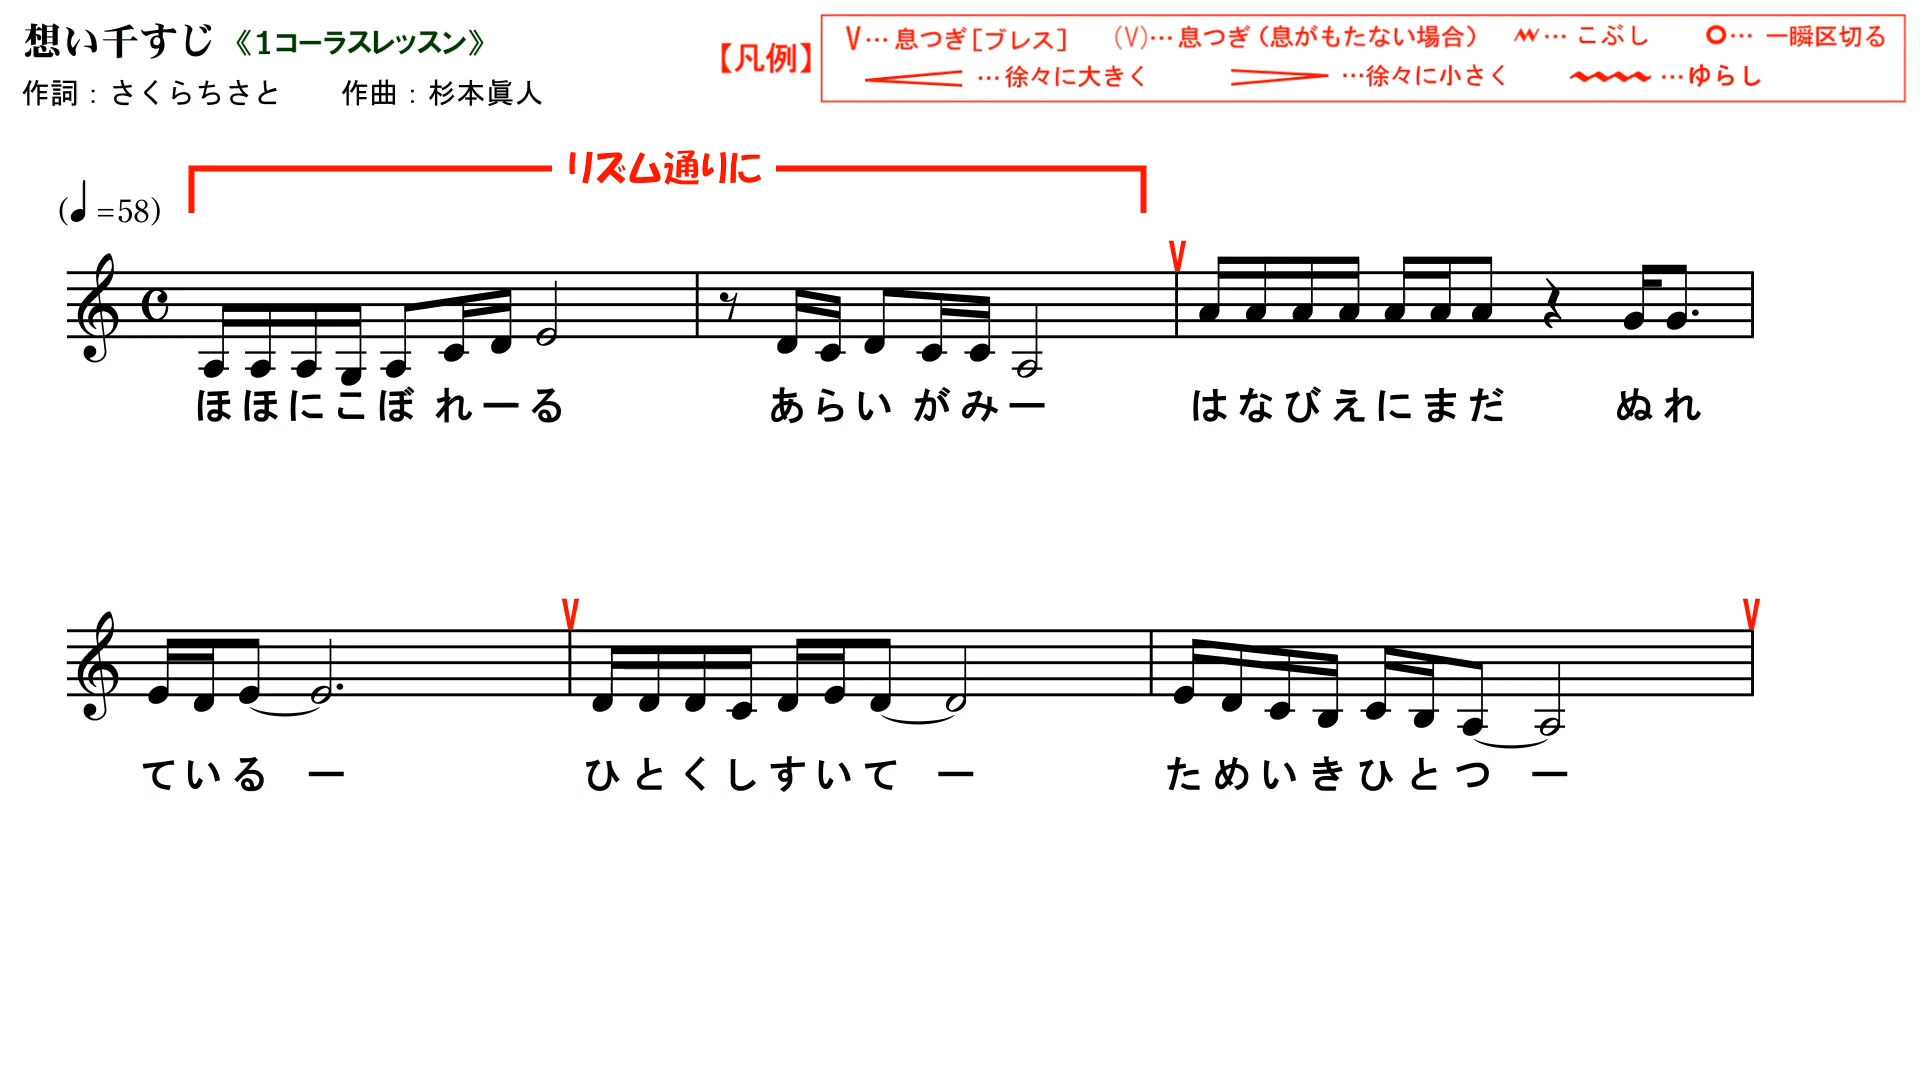 想い千すじ 《1コーラスレッスン》
作詞:さくらちさと 作曲:杉本眞人
【凡例】
V… 息つぎ[ブレス] (V)… 息つぎ(息がもたない場合) … こぶし … 一瞬区切る
…徐々に大きく …徐々に小さく …ゆらし
リズム通りに
(♩=58)
ほほにこぼれーる あらいがみー はなびえにまだ ぬれ
ている ー ひとくしすいて ー ためいきひとつ ー